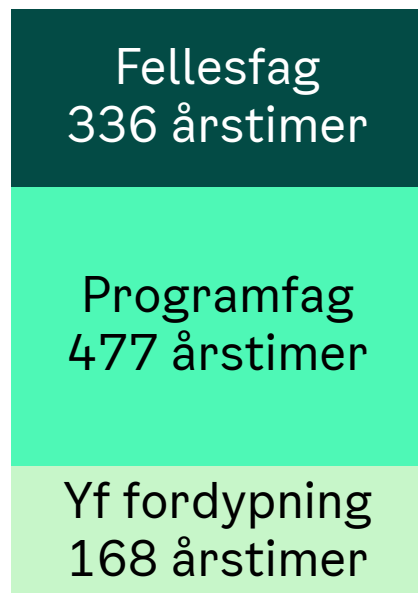 Fellesfag
336 årstimer
Programfag
477 årstimer
Yf fordypning
168 årstimer